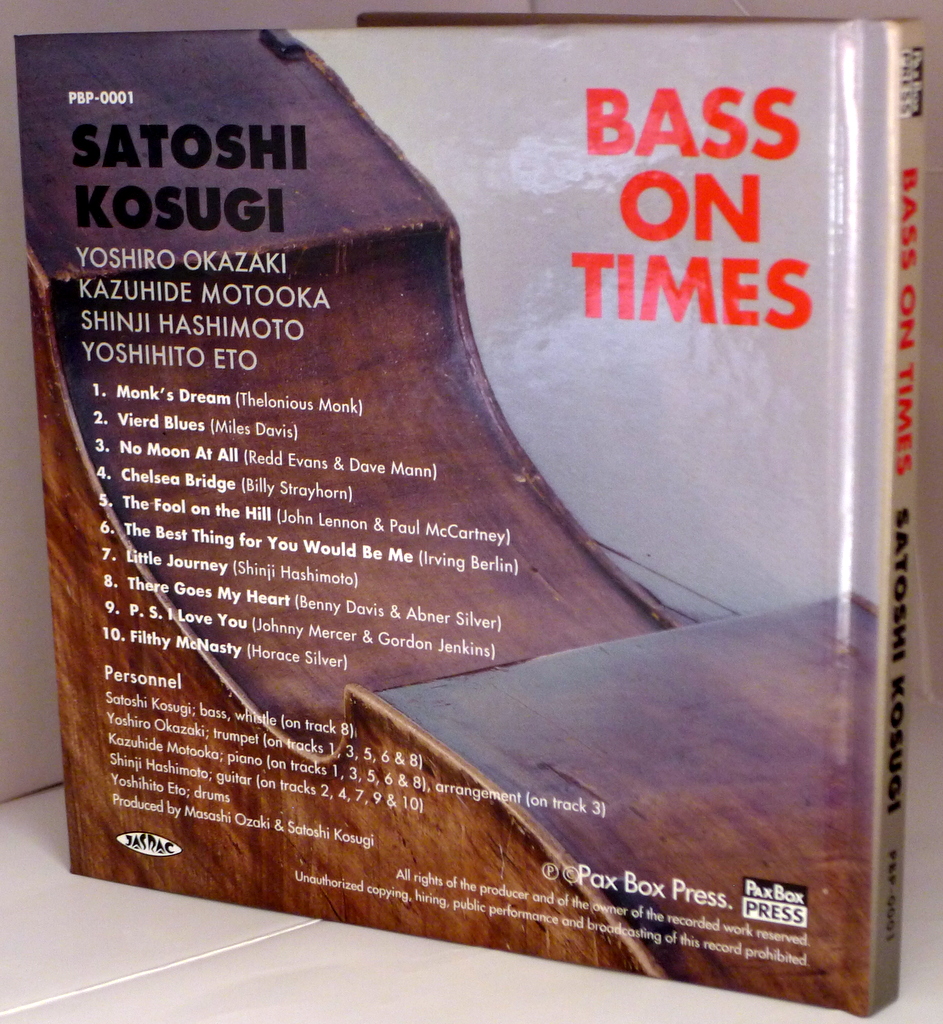 PBP-0001
SATOSHI
KOSUGI
YOSHIRO OKAZAKI
KAZUHIDE MOTOOKA
SHINJI HASHIMOTO
YOSHIHITO ETO
1. Monk's Dream (Thelonious Monk)
2. Vierd Blues (Miles Davis)
3. No Moon At All (Redd Evans & Dave Mann)
4. Chelsea Bridge (Billy Strayhorn)
5. The Fool on the Hill (John Lennon & Paul McCartney)
6. The Best Thing for You Would Be Me (Irving Berlin)
7. Little Journey (Shinji Hashimoto)
8. There Goes My Heart (Benny Davis & Abner Silver)
9. P. S. I Love You (Johnny Mercer & Gordon Jenkins)
10. Filthy McNasty (Horace Silver)
Personnel
Satoshi Kosugi; bass, whistle (on track 8)
Yoshiro Okazaki; trumpet (on tracks 1, 3, 5, 6 & 8)
Kazuhide Motooka; piano (on tracks 1, 3, 5, 6 & 8), arrangement (on track 3)
Shinji Hashimoto; guitar (on tracks 2, 4, 7, 9 & 10)
Yoshihito Eto; drums
Produced by Masashi Ozaki & Satoshi Kosugi
JASRAC
BASS
ON
TIMES
Ⓟ ©Pax Box Press.
PAX BOX
PRESS
All rights of the producer and of the owner of the recorded work reserved.
Unauthorized copying, hiring, public performance and broadcasting of this record prohibited.
PAX BOX
PRESS
BASS ON TIMES SATOSHI KOSUGI PBP-0001